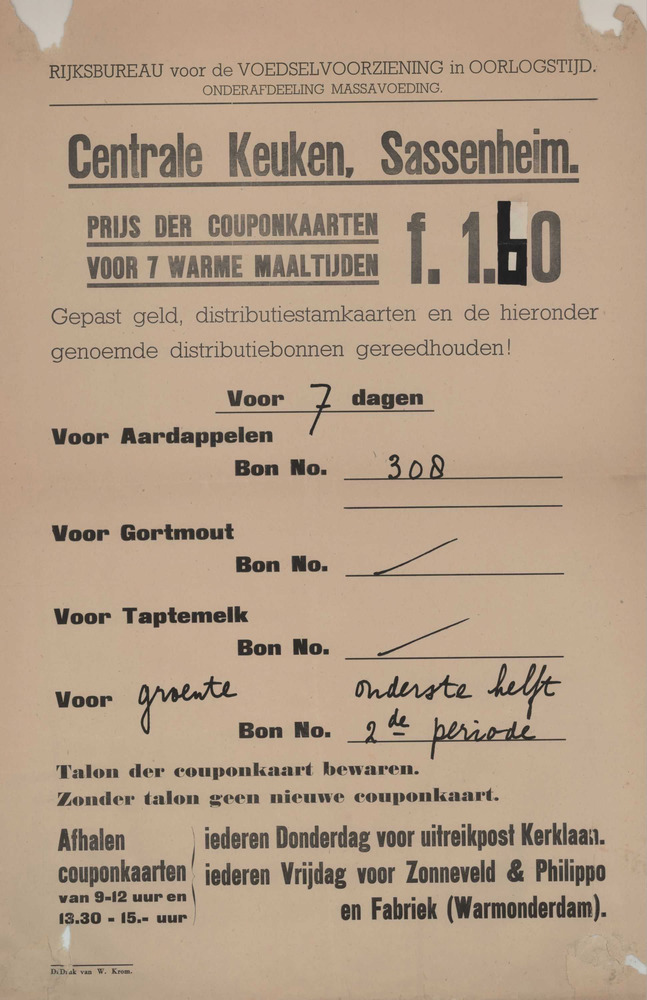 RIJKSBUREAU voor de VOEDSELVOORZIENING in OORLOGSTIJD.
ONDERAFDEELING MASSAVOEDING.
Centrale Keuken, Sassenheim.
PRIJS DER COUPONKAARTEN
VOOR 7 WARME MAALTIJDEN
f. 1.60
Gepast geld, distributiestamkaarten en de hieronder
genoemde distributiebonnen gereedhouden!
Voor 7 dagen
Voor Aardappelen
Bon No. 308
Voor Gortmout
Bon No.
Voor Taptemelk
Bon No.
Voor groente onderste helft
Bon No. 2de periode
Talon der couponkaart bewaren.
Zonder talon geen nieuwe couponkaart.
Afhalen
couponkaarten
van 9-12 uur en
13.30 - 15.- uur
iederen Donderdag voor uitreikpost Kerklaan.
iederen Vrijdag voor Zonneveld & Philippo
en Fabriek (Warmonderdam).
van W. Krom.